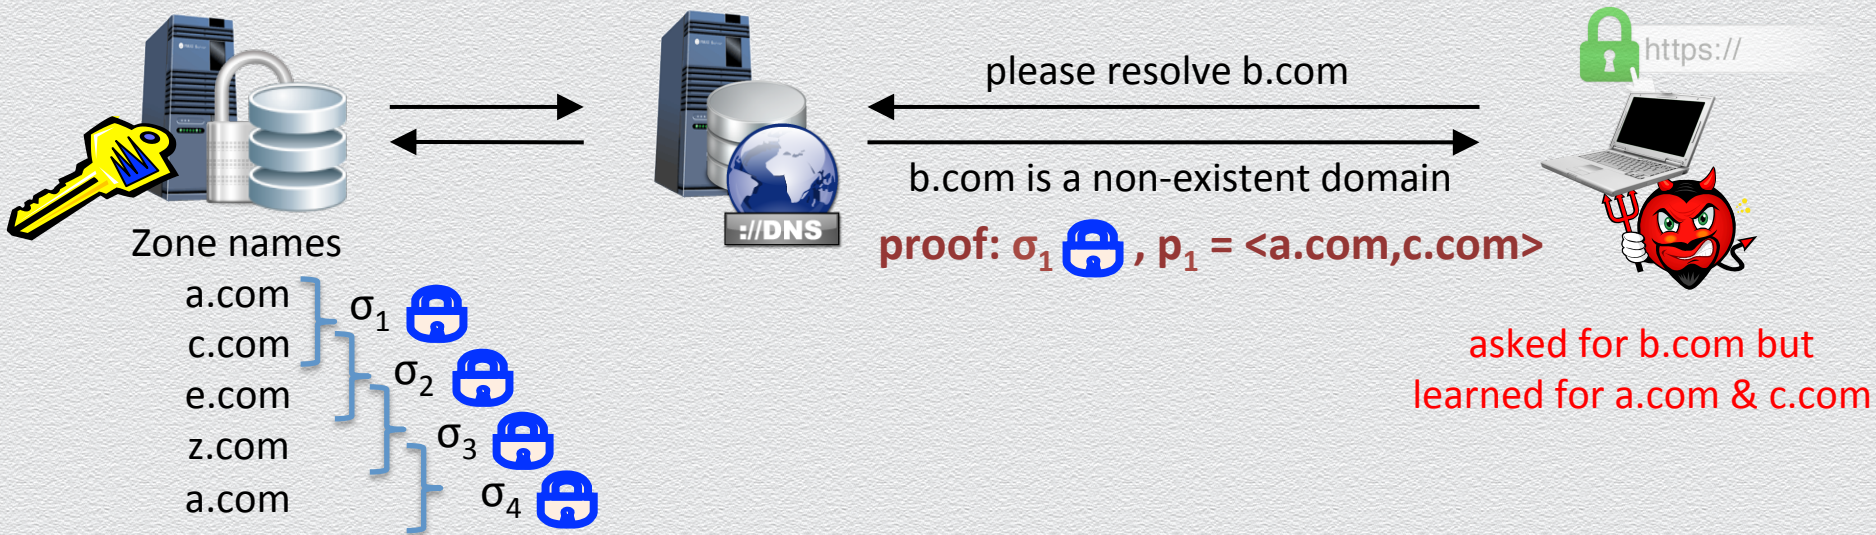 please resolve b.com
https://
b.com is a non-existent domain
://DNS
proof: σ₁ , p₁ = <a.com,c.com>
Zone names
a.com
σ₁
c.com
σ₂
e.com
σ₃
z.com
σ₄
a.com
asked for b.com but
learned for a.com & c.com